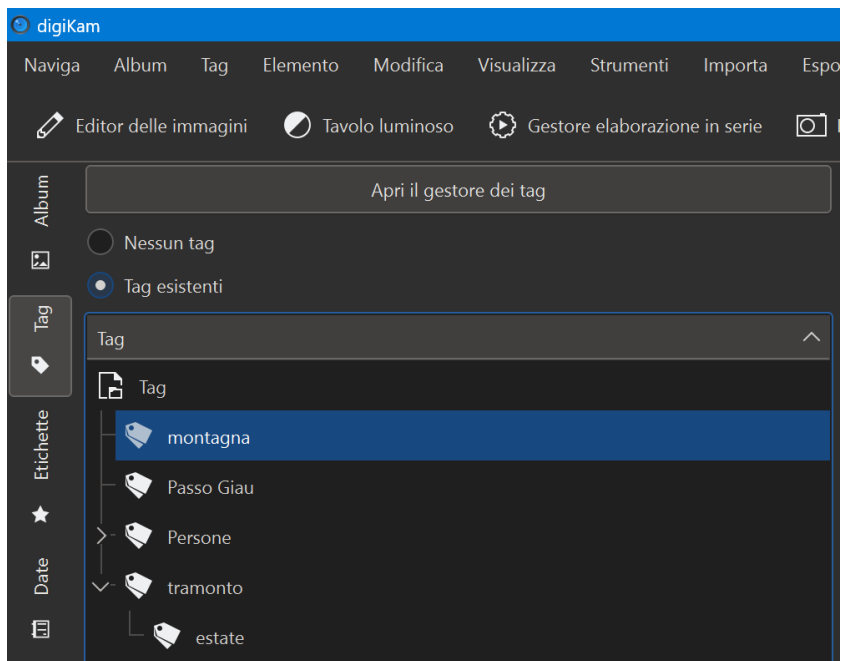 digiKam
Naviga Album Tag Elemento Modifica Visualizza Strumenti Importa Espo
Editor delle immagini Tavolo luminoso Gestore elaborazione in serie
Album
Tag
Etichette
Date
Apri il gestore dei tag
Nessun tag
Tag esistenti
Tag
Tag
montagna
Passo Giau
Persone
tramonto
estate